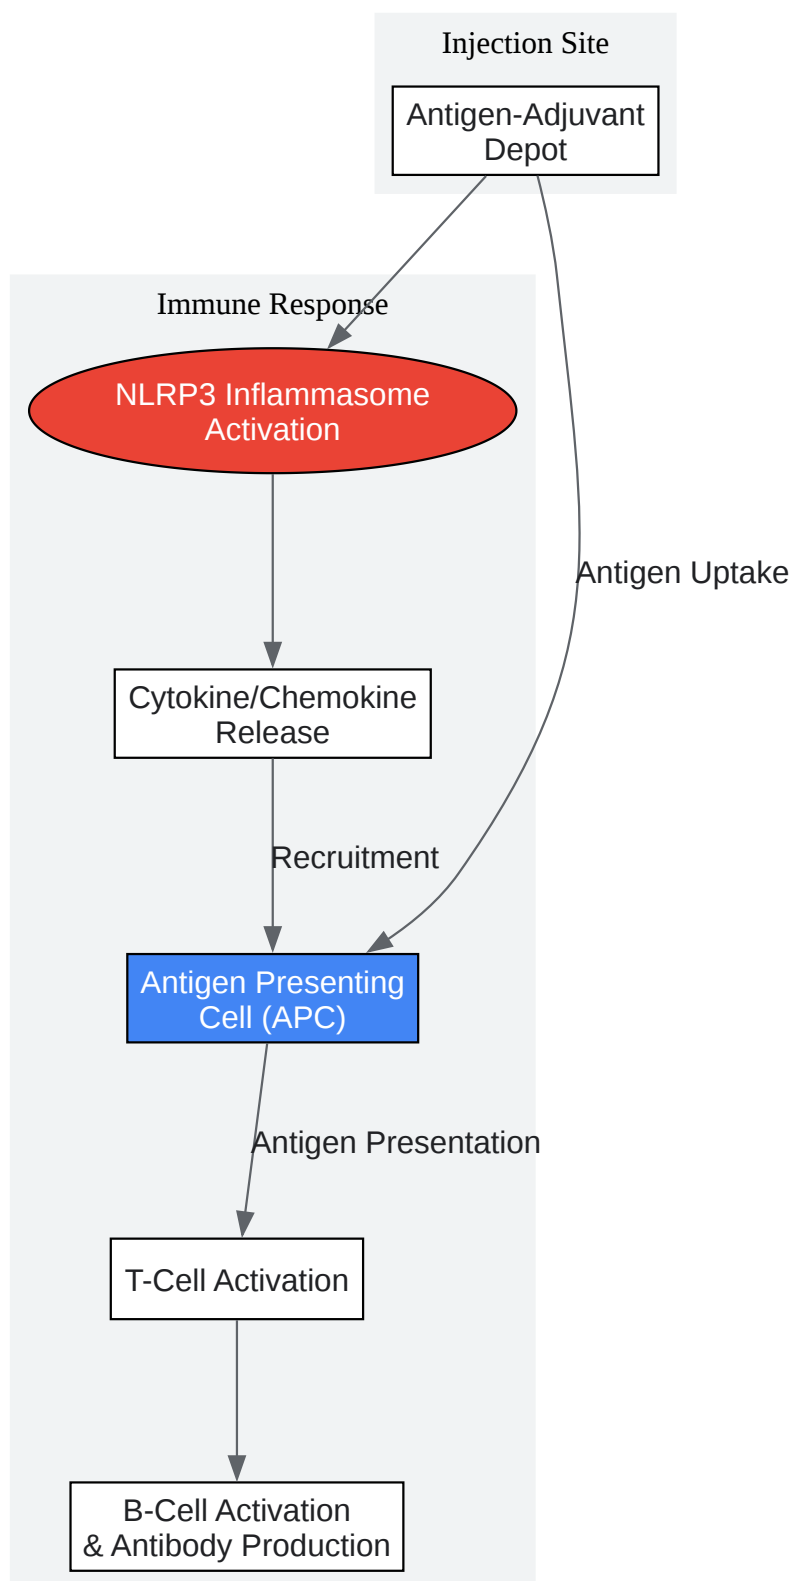 Injection Site
Antigen-Adjuvant
Depot
Immune Response
NLRP3 Inflammasome
Activation
Antigen Uptake
Cytokine/Chemokine
Release
Recruitment
Antigen Presenting
Cell (APC)
Antigen Presentation
T-Cell Activation
B-Cell Activation
& Antibody Production